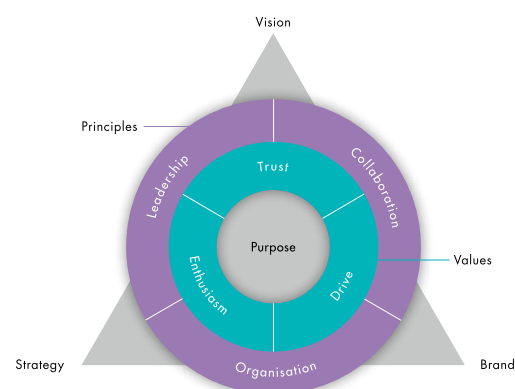 Vision
Principles
Leadership
Collaboration
Trust
Purpose
Values
Enthusiasm
Drive
Strategy
Organisation
Brand